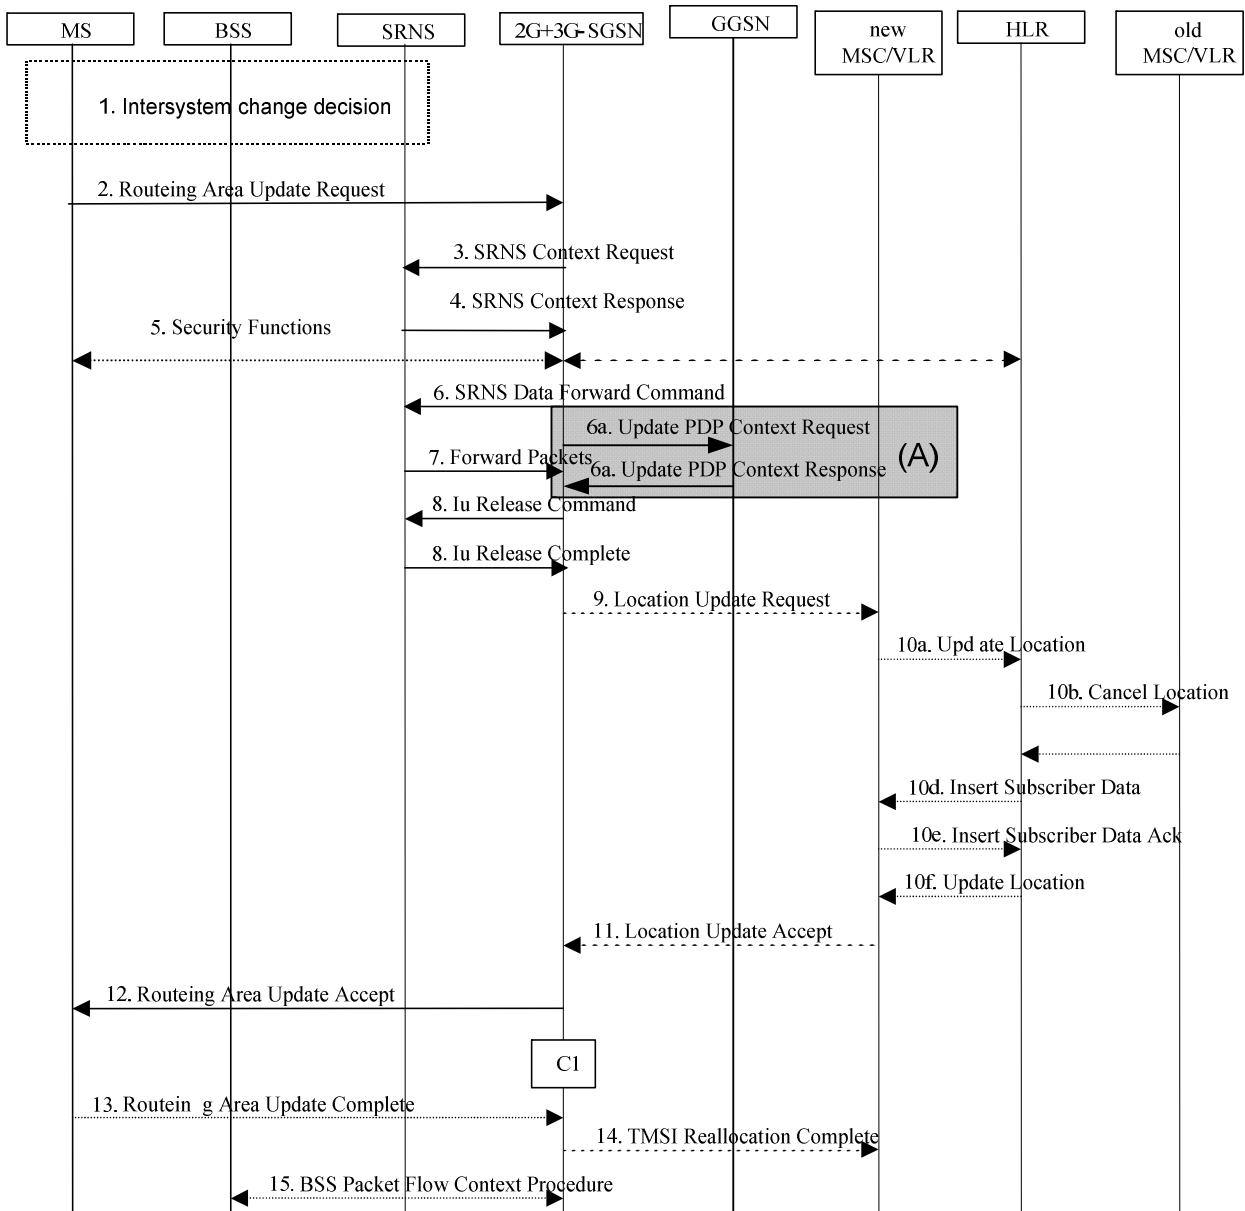 MS
BSS
SRNS
2G+3G-SGSN
GGSN
new
MSC/VLR
HLR
old
MSC/VLR
1. Intersystem change decision
2. Routeing Area Update Request
3. SRNS Context Request
4. SRNS Context Response
5. Security Functions
6. SRNS Data Forward Command
6a. Update PDP Context Request
(A)
7. Forward Packets
6a. Update PDP Context Response
8. Iu Release Command
8. Iu Release Complete
9. Location Update Request
10a. Upd ate Location
10b. Cancel Location
10d. Insert Subscriber Data
10e. Insert Subscriber Data Ack
10f. Update Location
11. Location Update Accept
12. Routeing Area Update Accept
C1
13. Routein g Area Update Complete
14. TMSI Reallocation Complete
15. BSS Packet Flow Context Procedure